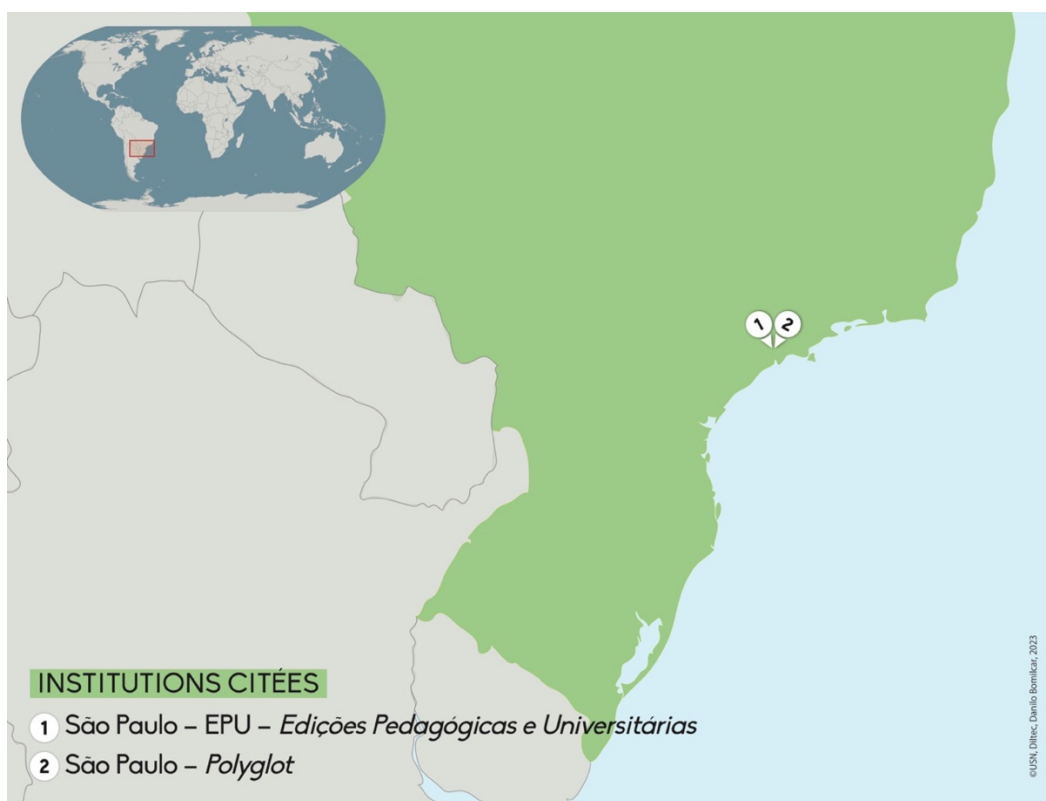 1 2
INSTITUTIONS CITÉES
1 São Paulo – EPU – Edições Pedagógicas e Universitárias
2 São Paulo – Polyglot
©USN, Diltec, Danilo Bomilcar, 2023